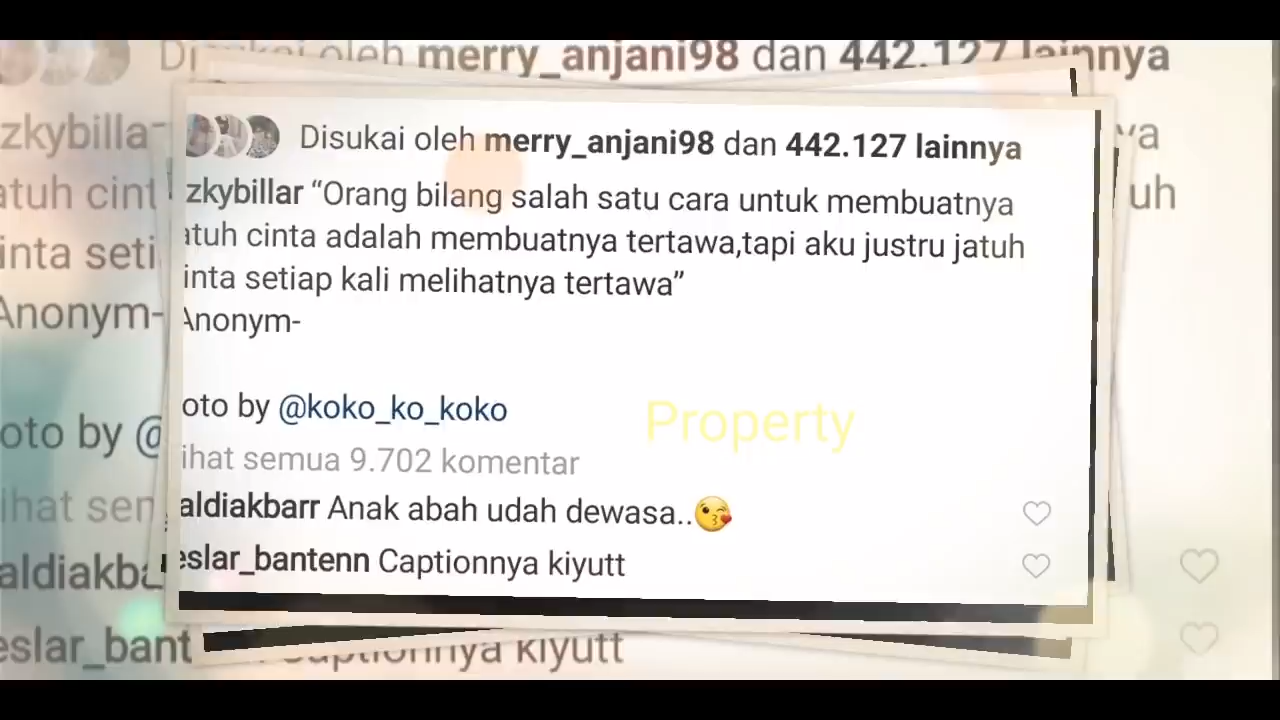 Disukai oleh merry_anjani98 dan 442.127 lainnya
zkybillar “Orang bilang salah satu cara untuk membuatnya
atuh cinta adalah membuatnya tertawa,tapi aku justru jatuh
inta setiap kali melihatnya tertawa”
Anonym-
oto by @koko_ko_koko
Property
ihat semua 9.702 komentar
aldiakbarr Anak abah udah dewasa..😘
eslar_bantenn Captionnya kiyutt